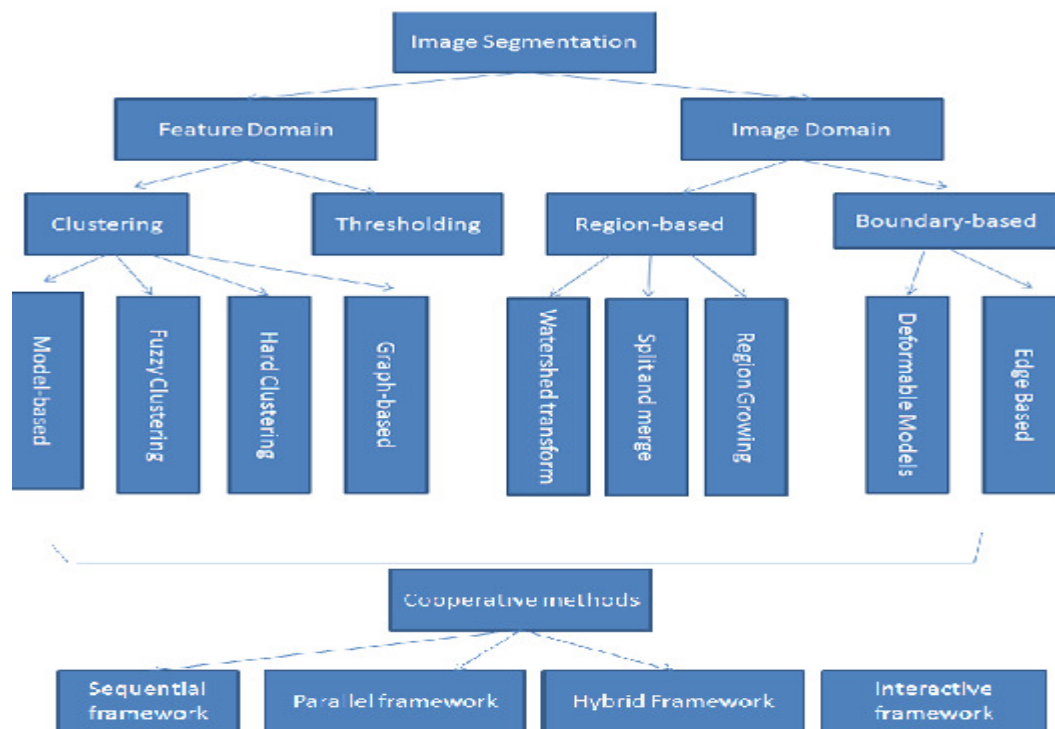 Image Segmentation
Feature Domain
Image Domain
Clustering
Thresholding
Region-based
Boundary-based
Model-based
Fuzzy Clustering
Hard Clustering
Graph-based
Watershed transform
Split and merge
Region Growing
Deformable Models
Edge Based
Cooperative methods
Sequential
framework
Parallel framework
Hybrid Framework
Interactive
framework